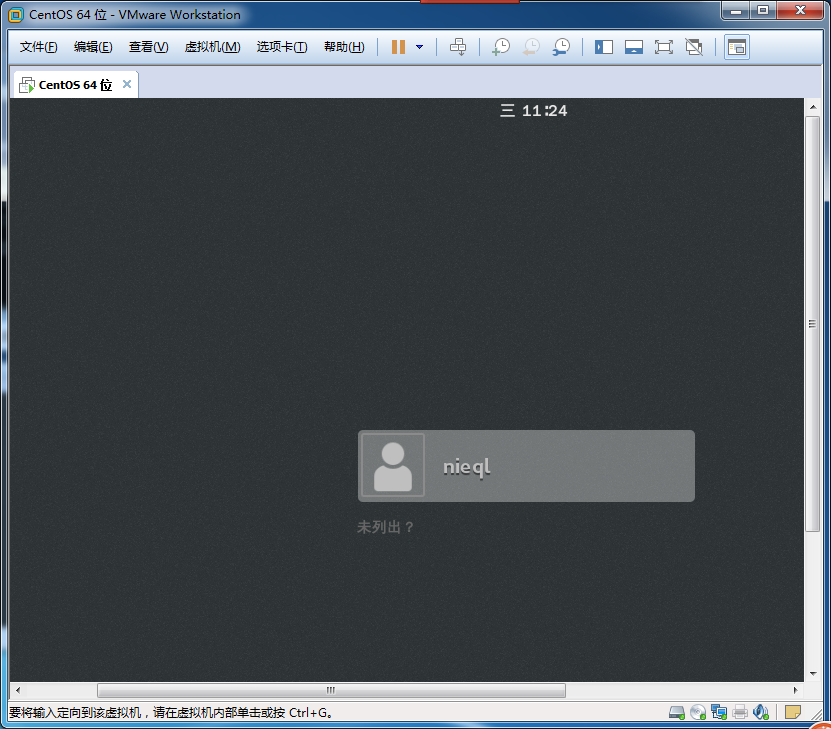 CentOS 64 位 - VMware Workstation
文件(F) 编辑(E) 查看(V) 虚拟机(M) 选项卡(T) 帮助(H)
CentOS 64 位
三 11:24
nieql
未列出？
要将输入定向到该虚拟机，请在虚拟机内部单击或按 Ctrl+G。